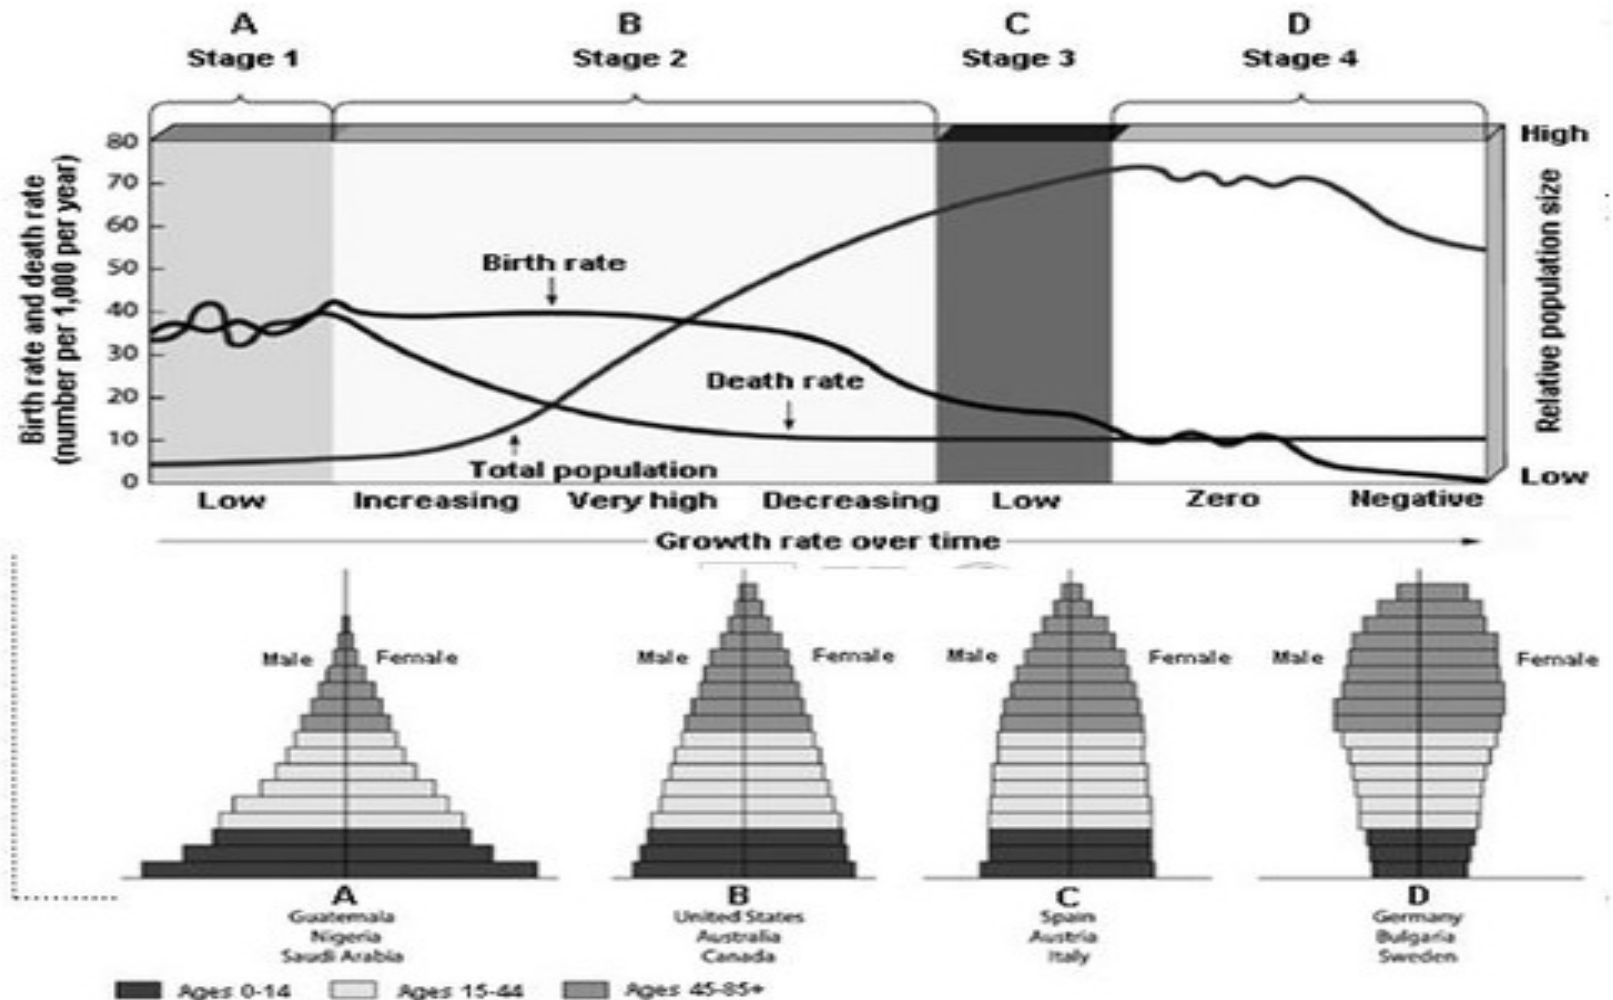 A B C D
Stage 1 Stage 2 Stage 3 Stage 4
Birth rate and death rate
(number per 1,000 per year)
80
70
60
50
40
30
20
10
0
High
Relative population size
Low
Birth rate
Death rate
Total population
Low Increasing Very high Decreasing Low Zero Negative
Growth rate over time
Male Female Male Female Male Female Male Female
A B C D
Guatemala United States Spain Germany
Nigeria Australia Austria Bulgaria
Saudi Arabia Canada Italy Sweden
Ages 0-14 Ages 15-44 Ages 45-85+